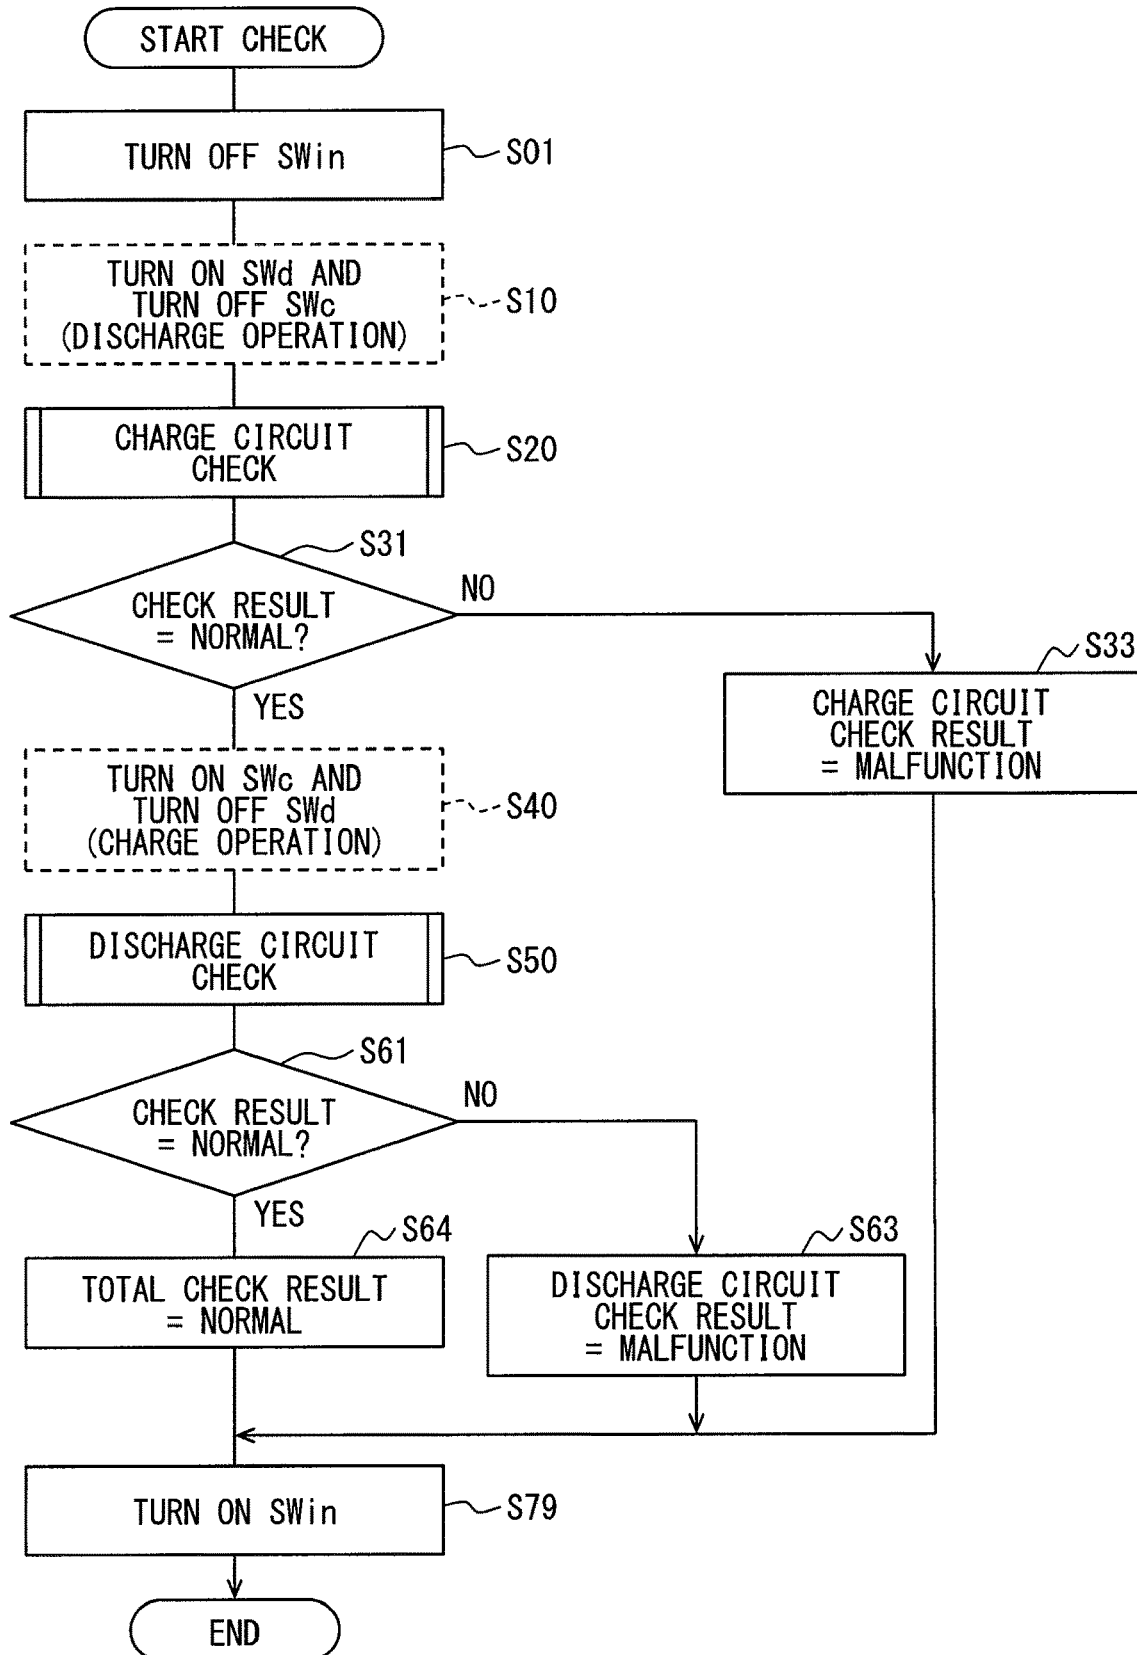 START CHECK
TURN OFF SWin
S01
TURN ON SWd AND
TURN OFF SWc
(DISCHARGE OPERATION)
S10
CHARGE CIRCUIT
CHECK
S20
S31
CHECK RESULT
= NORMAL?
NO
YES
S33
CHARGE CIRCUIT
CHECK RESULT
= MALFUNCTION
TURN ON SWc AND
TURN OFF SWd
(CHARGE OPERATION)
S40
DISCHARGE CIRCUIT
CHECK
S50
S61
CHECK RESULT
= NORMAL?
NO
YES
S64
TOTAL CHECK RESULT
= NORMAL
S63
DISCHARGE CIRCUIT
CHECK RESULT
= MALFUNCTION
TURN ON SWin
S79
END